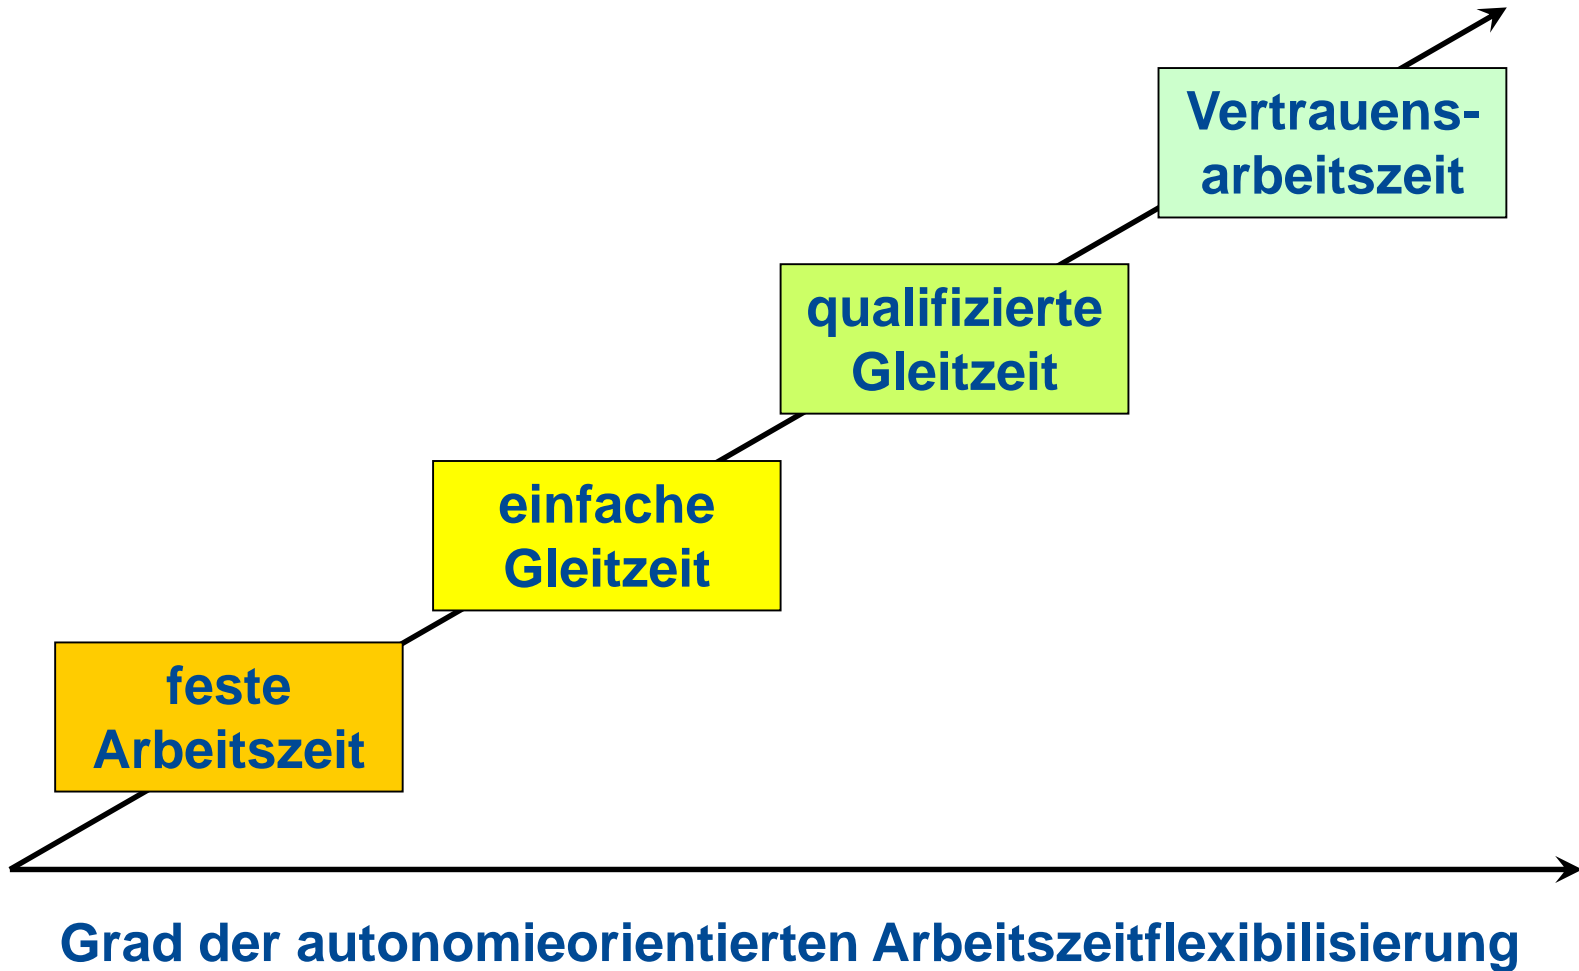 Vertrauens-
arbeitszeit
qualifizierte
Gleitzeit
einfache
Gleitzeit
feste
Arbeitszeit
Grad der autonomieorientierten Arbeitszeitflexibilisierung